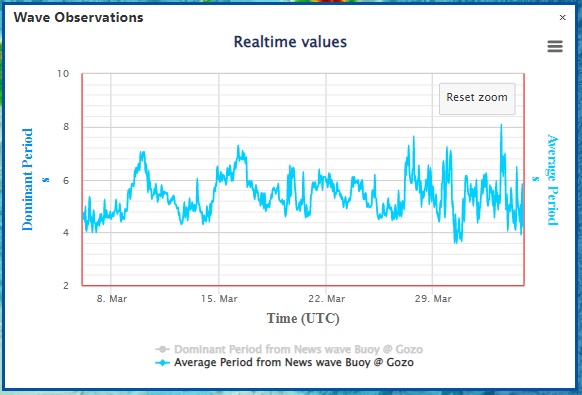 Wave Observations
×
Realtime values
Reset zoom
10
8
6
4
2
Dominant Period
s
Average Period
s
8. Mar
15. Mar
22. Mar
29. Mar
Time (UTC)
Dominant Period from News wave Buoy @ Gozo
Average Period from News wave Buoy @ Gozo